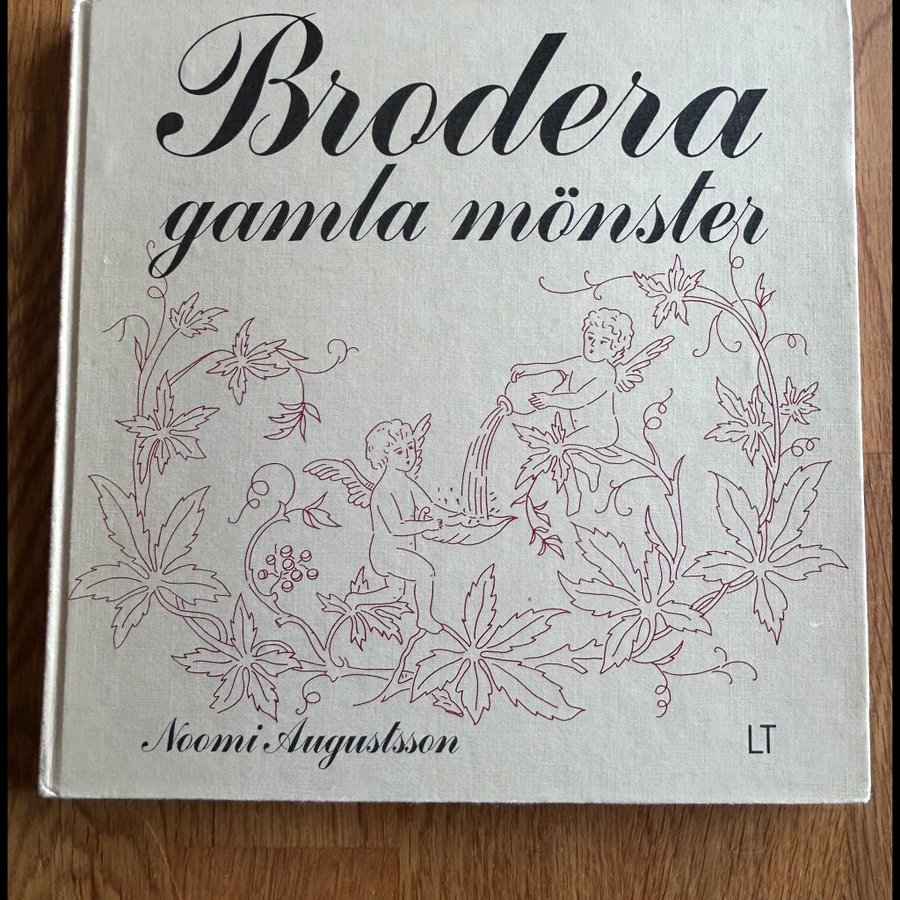 Brodera
gamla mönster
Noomi Augustsson
LT